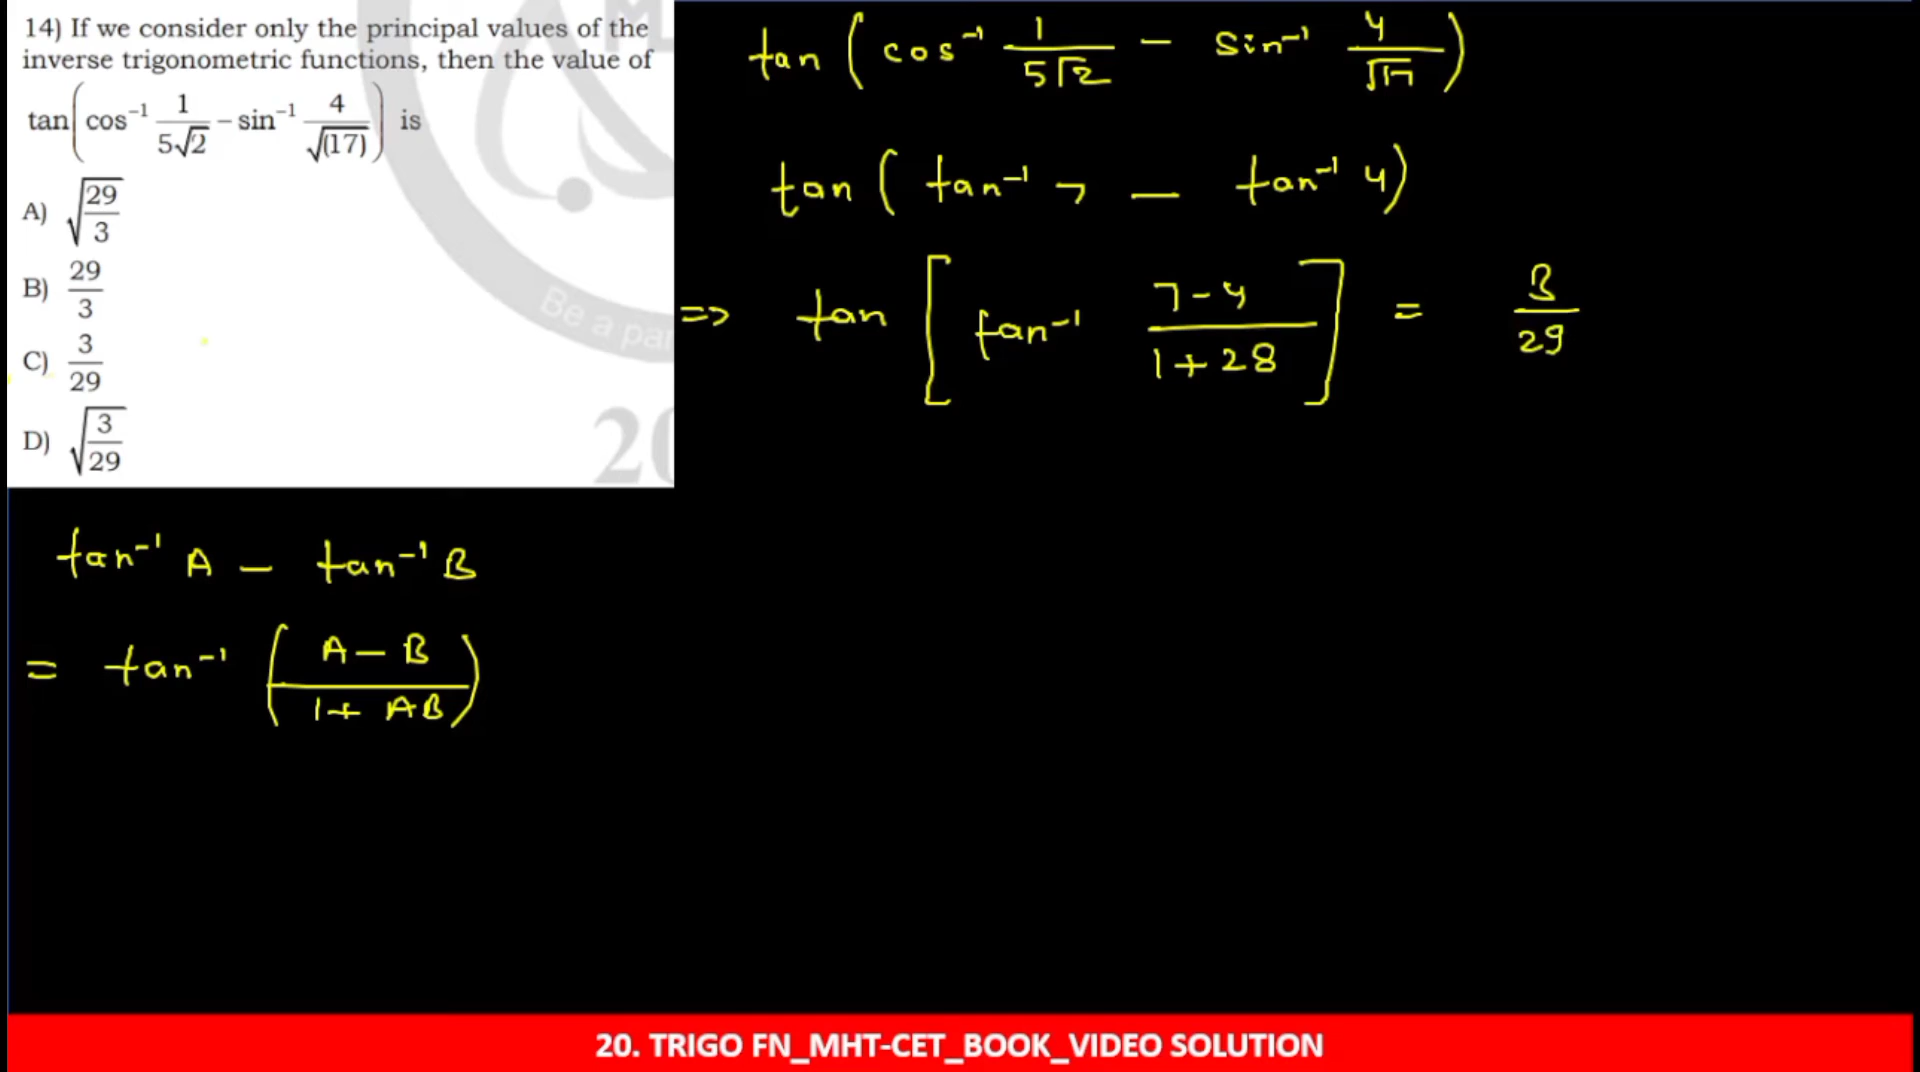 14) If we consider only the principal values of the
inverse trigonometric functions, then the value of
tan(cos⁻¹ 1/5√2 − sin⁻¹ 4/√(17)) is
A) √(29/3)
B) 29/3
C) 3/29
D) √(3/29)
Be a par
20
tan(cos⁻¹ 1/5√2 − sin⁻¹ 4/√17)
tan(tan⁻¹ 7 − tan⁻¹ 4)
=> tan[tan⁻¹ (7−4)/(1+28)] = 3/29
tan⁻¹ A − tan⁻¹ B
= tan⁻¹((A−B)/(1+AB))
20. TRIGO FN_MHT-CET_BOOK_VIDEO SOLUTION